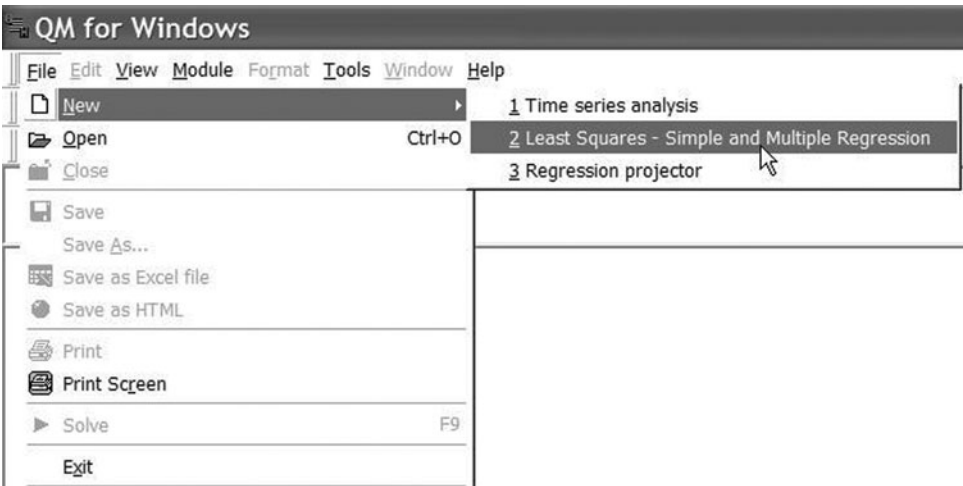 QM for Windows
File Edit View Module Format Tools Window Help
New
1 Time series analysis
Open Ctrl+O
2 Least Squares - Simple and Multiple Regression
Close
3 Regression projector
Save
Save As...
Save as Excel file
Save as HTML
Print
Print Screen
Solve F9
Exit